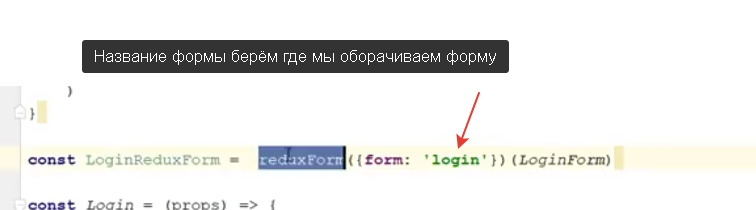 Название формы берём где мы оборачиваем форму
)
}
const LoginReduxForm = reduxForm({form: 'login'})(LoginForm)
const Login = (props) => {